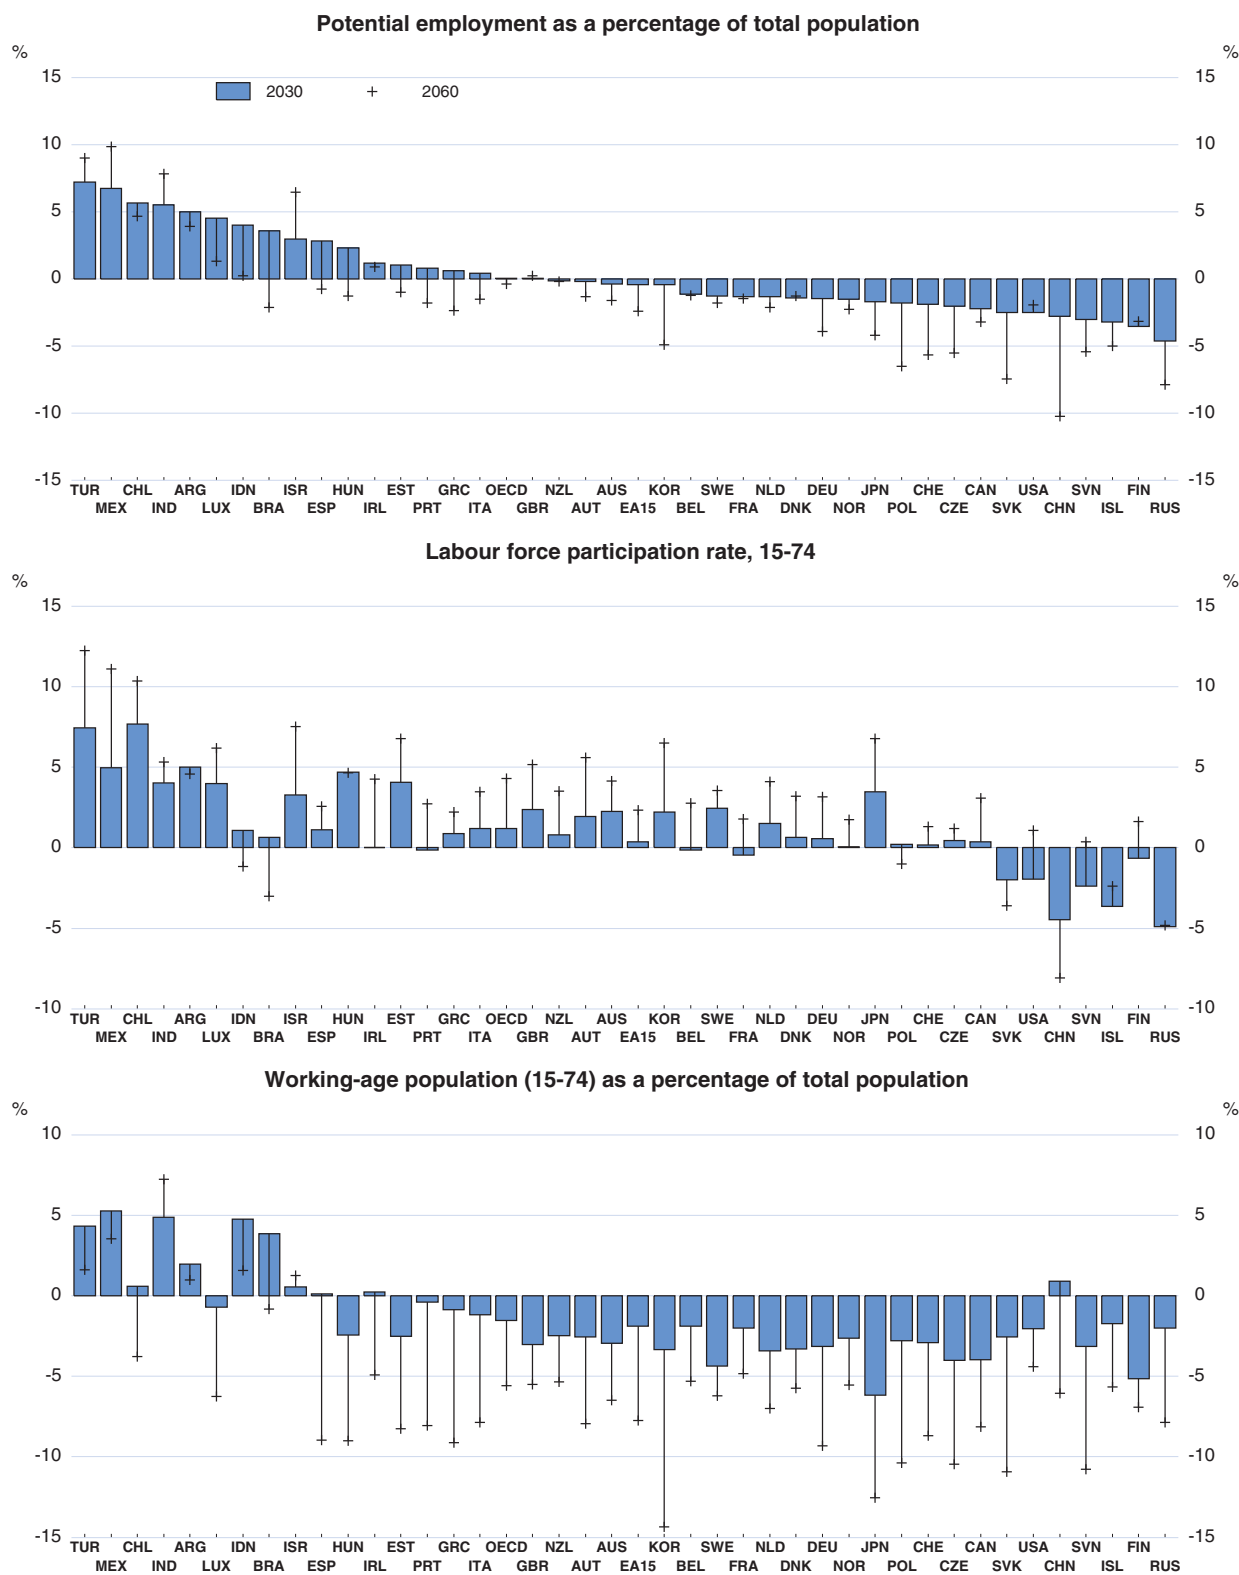 Potential employment as a percentage of total population
% %
15 15
2030 2060
10 10
5 5
0 0
-5 -5
-10 -10
-15 -15
TUR CHL ARG IDN ISR HUN EST GRC OECD NZL AUS KOR SWE NLD DEU JPN CHE CAN USA SVN FIN
MEX IND LUX BRA ESP IRL PRT ITA GBR AUT EA15 BEL FRA DNK NOR POL CZE SVK CHN ISL RUS
Labour force participation rate, 15-74
% %
15 15
10 10
5 5
0 0
-5 -5
-10 -10
TUR CHL ARG IDN ISR HUN EST GRC OECD NZL AUS KOR SWE NLD DEU JPN CHE CAN USA SVN FIN
MEX IND LUX BRA ESP IRL PRT ITA GBR AUT EA15 BEL FRA DNK NOR POL CZE SVK CHN ISL RUS
Working-age population (15-74) as a percentage of total population
% %
10 10
5 5
0 0
-5 -5
-10 -10
-15 -15
TUR CHL ARG IDN ISR HUN EST GRC OECD NZL AUS KOR SWE NLD DEU JPN CHE CAN USA SVN FIN
MEX IND LUX BRA ESP IRL PRT ITA GBR AUT EA15 BEL FRA DNK NOR POL CZE SVK CHN ISL RUS